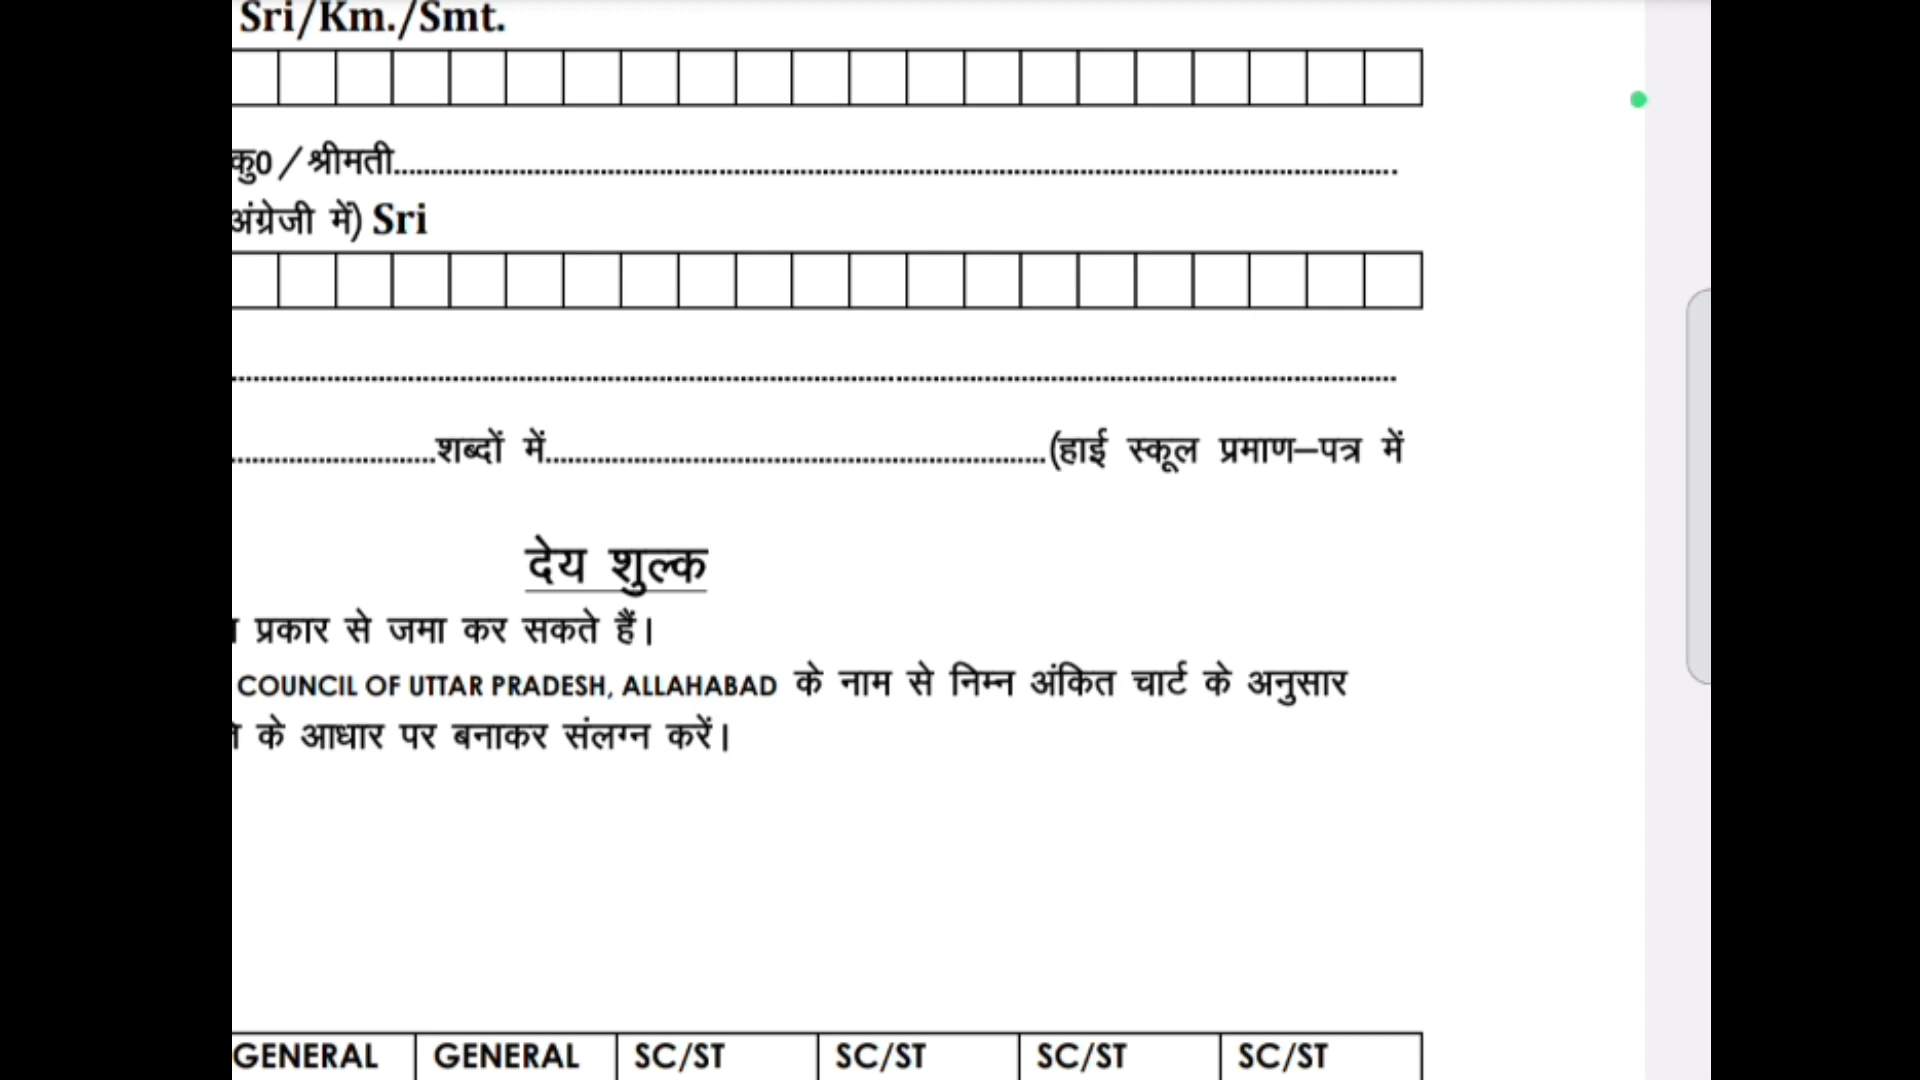 Sri/Km./Smt.
कु0/श्रीमती....................................................................................................
अंग्रेजी में) Sri
....................................................................................................
....................शब्दों में..................................................(हाई स्कूल प्रमाण–पत्र में
देय शुल्क
प्रकार से जमा कर सकते हैं।
COUNCIL OF UTTAR PRADESH, ALLAHABAD के नाम से निम्न अंकित चार्ट के अनुसार
के आधार पर बनाकर संलग्न करें।
GENERAL GENERAL SC/ST SC/ST SC/ST SC/ST